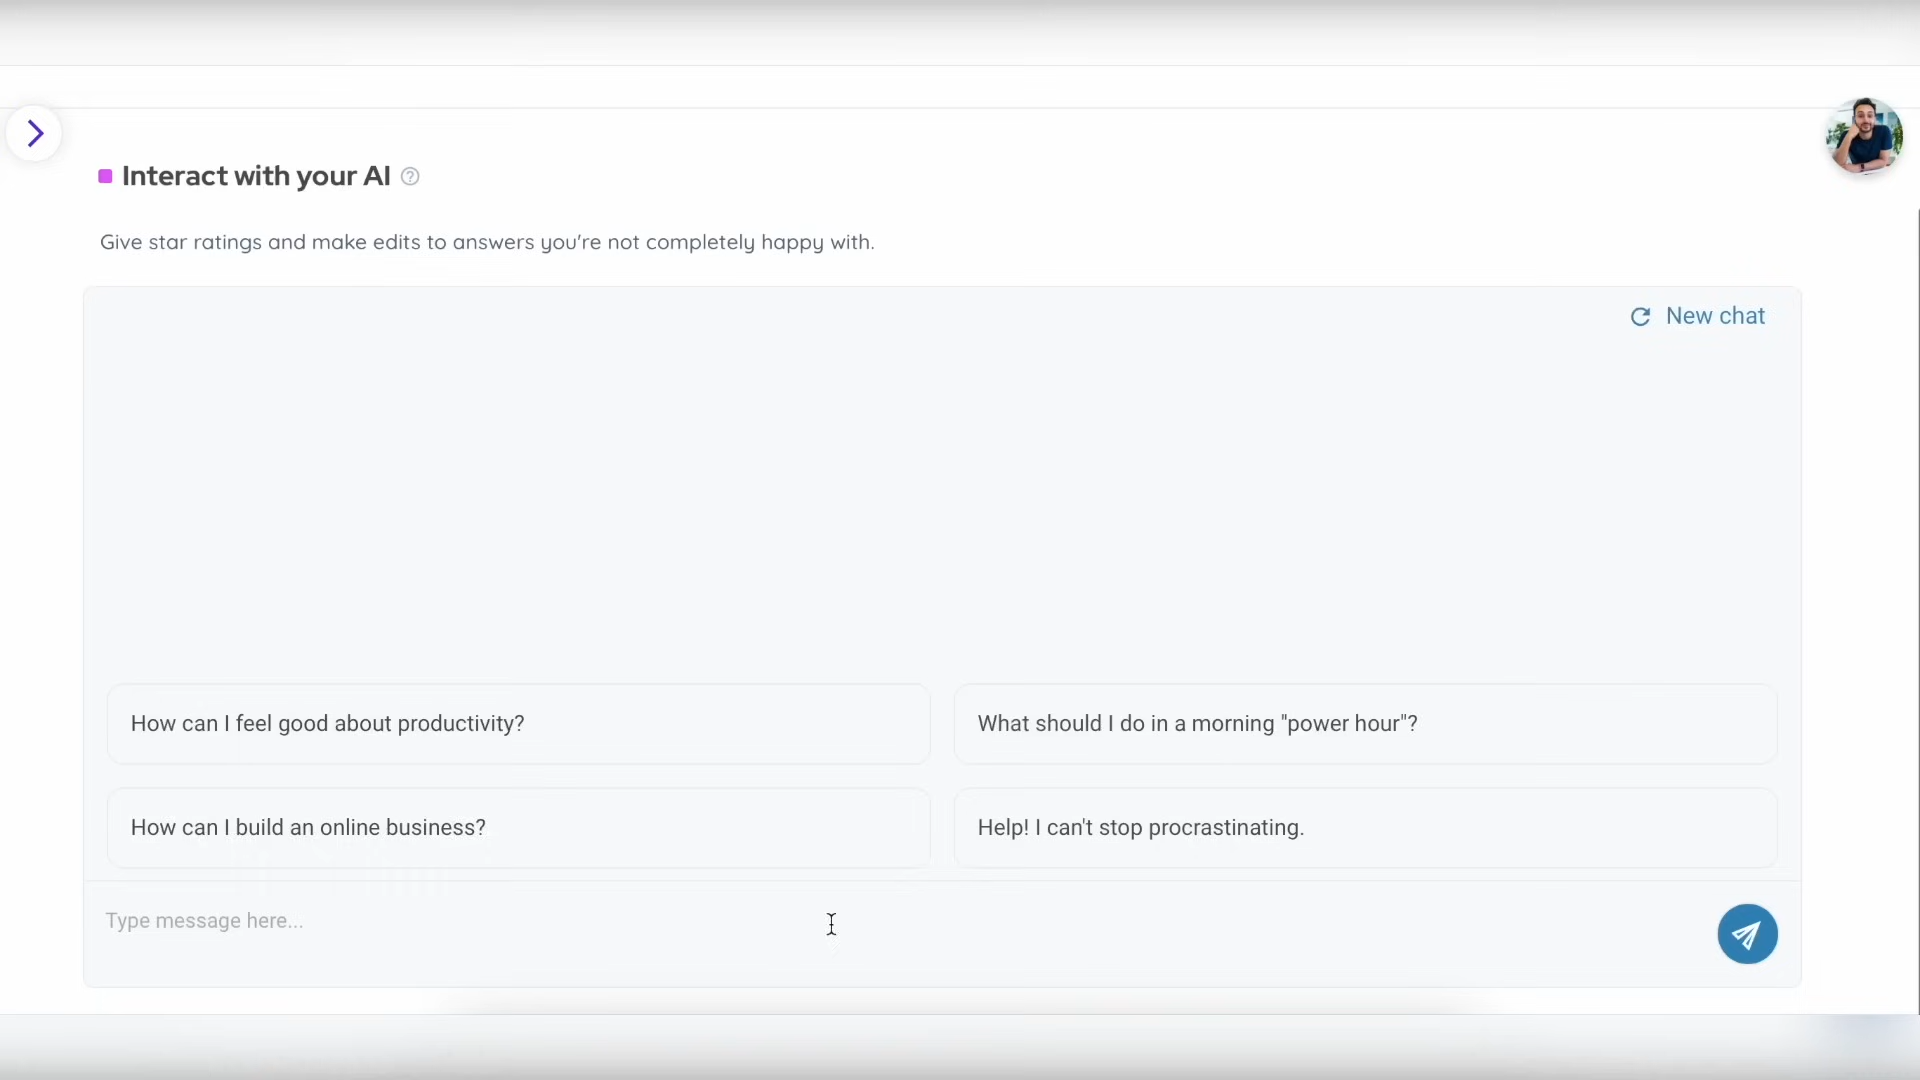 Interact with your AI
Give star ratings and make edits to answers you're not completely happy with.
New chat
How can I feel good about productivity?
What should I do in a morning "power hour"?
How can I build an online business?
Help! I can't stop procrastinating.
Type message here...